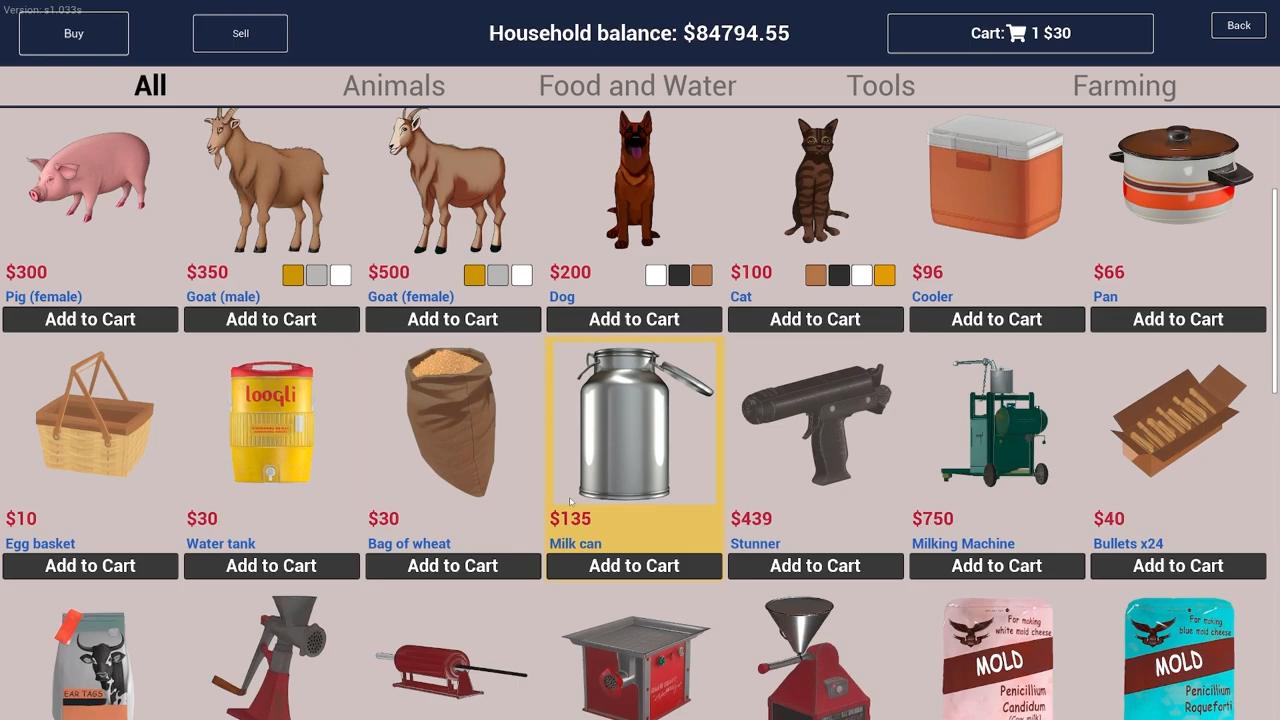 Version: s1.033s
Buy
Sell
Household balance: $84794.55
Cart: 1 $30
Back
All
Animals
Food and Water
Tools
Farming
$300
$350
$500
$200
$100
$96
$66
Pig (female)
Goat (male)
Goat (female)
Dog
Cat
Cooler
Pan
Add to Cart
Add to Cart
Add to Cart
Add to Cart
Add to Cart
Add to Cart
Add to Cart
looqli
$10
$30
$30
$135
$439
$750
$40
Egg basket
Water tank
Bag of wheat
Milk can
Stunner
Milking Machine
Bullets x24
Add to Cart
Add to Cart
Add to Cart
Add to Cart
Add to Cart
Add to Cart
Add to Cart
EAR TAGS
For making
white mold cheese
MOLD
Penicillium
Candidum
(Cow milk)
For making
blue mold cheese
MOLD
Penicillium
Roqueforti